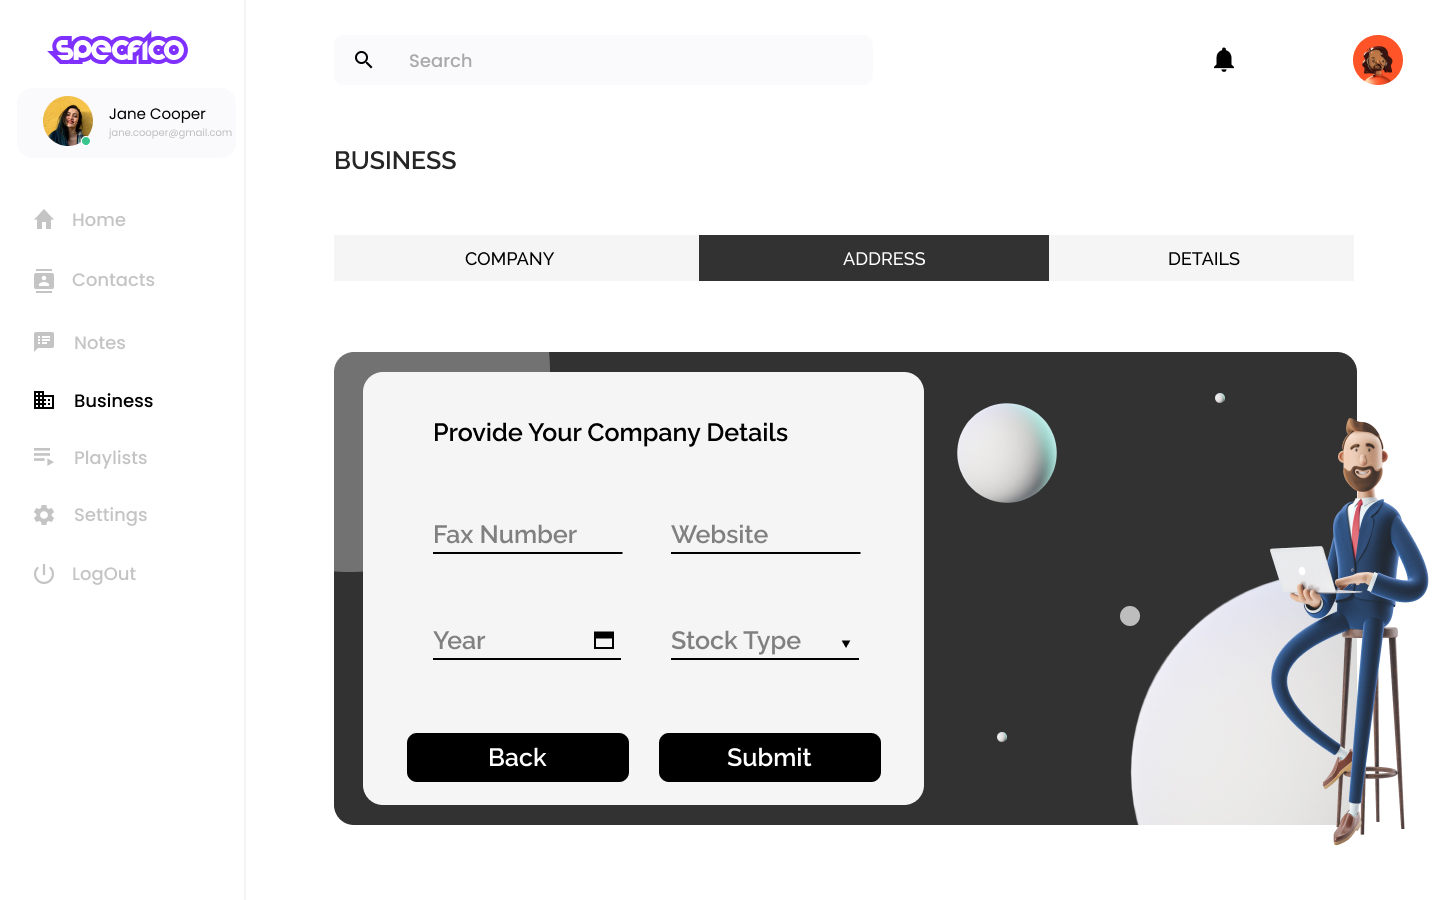 specfico
Search
Jane Cooper
jane.cooper@gmail.com
BUSINESS
Home
Contacts
Notes
Business
Playlists
Settings
LogOut
COMPANY
ADDRESS
DETAILS
Provide Your Company Details
Fax Number
Website
Year
Stock Type
Back
Submit